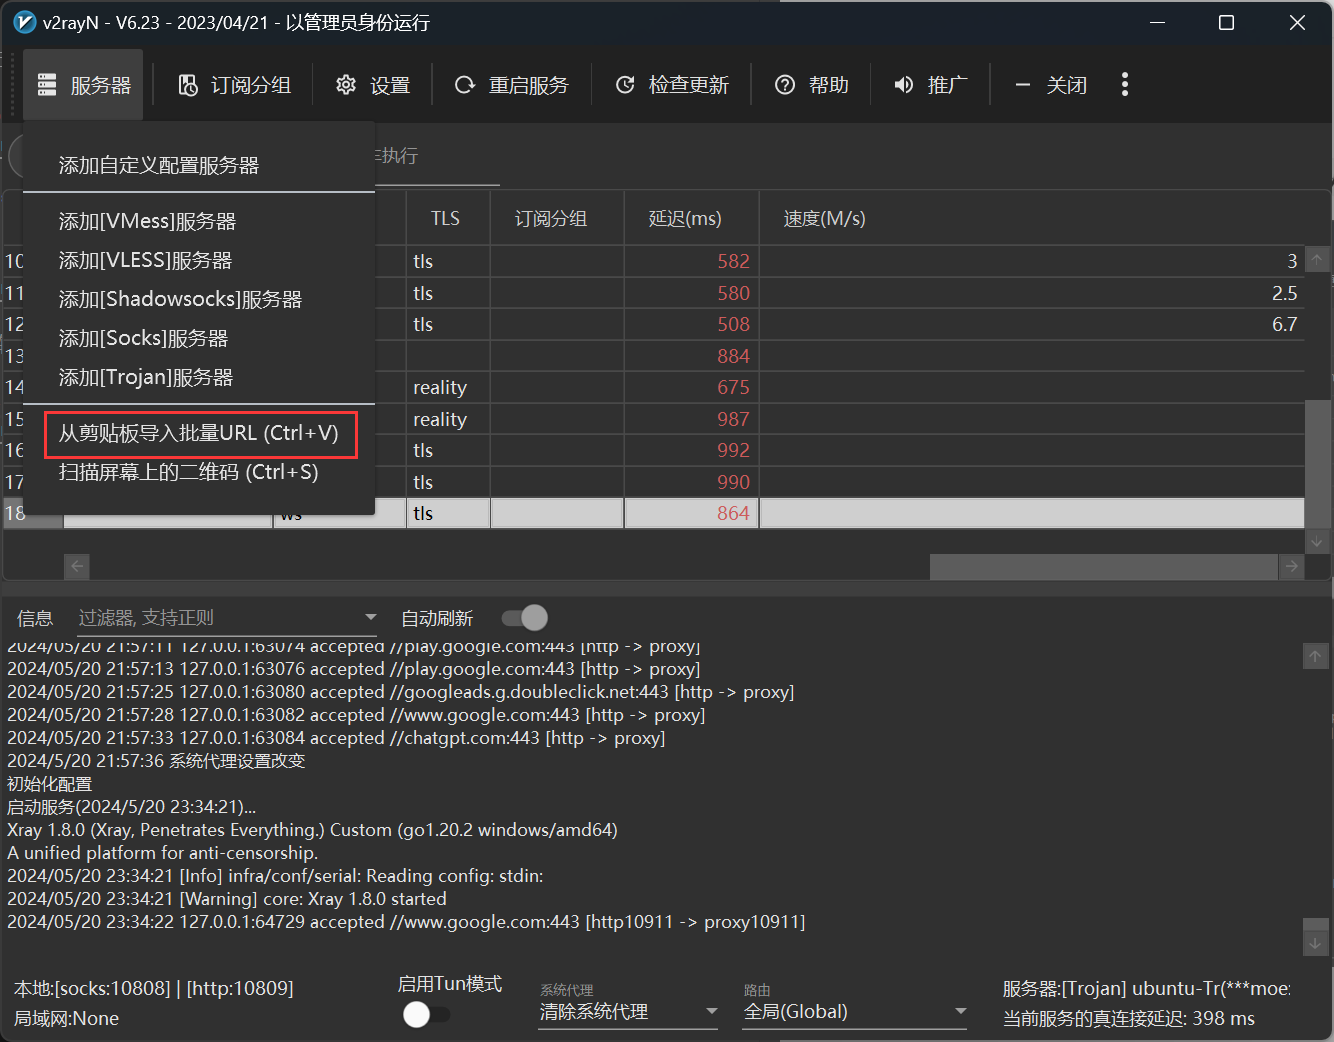 v2rayN - V6.23 - 2023/04/21 - 以管理员身份运行
服务器
订阅分组
设置
重启服务
检查更新
帮助
推广
关闭
添加自定义配置服务器
添加[VMess]服务器
添加[VLESS]服务器
添加[Shadowsocks]服务器
添加[Socks]服务器
添加[Trojan]服务器
从剪贴板导入批量URL (Ctrl+V)
扫描屏幕上的二维码 (Ctrl+S)
执行
TLS 订阅分组 延迟(ms) 速度(M/s)
10 tls 582 3
11 tls 580 2.5
12 tls 508 6.7
13 884
14 reality 675
15 reality 987
16 tls 992
17 tls 990
18 ws tls 864
信息 过滤器, 支持正则 自动刷新
2024/05/20 21:57:11 127.0.0.1:63074 accepted //play.google.com:443 [http -> proxy]
2024/05/20 21:57:13 127.0.0.1:63076 accepted //play.google.com:443 [http -> proxy]
2024/05/20 21:57:25 127.0.0.1:63080 accepted //googleads.g.doubleclick.net:443 [http -> proxy]
2024/05/20 21:57:28 127.0.0.1:63082 accepted //www.google.com:443 [http -> proxy]
2024/05/20 21:57:33 127.0.0.1:63084 accepted //chatgpt.com:443 [http -> proxy]
2024/5/20 21:57:36 系统代理设置改变
初始化配置
启动服务(2024/5/20 23:34:21)...
Xray 1.8.0 (Xray, Penetrates Everything.) Custom (go1.20.2 windows/amd64)
A unified platform for anti-censorship.
2024/05/20 23:34:21 [Info] infra/conf/serial: Reading config: stdin:
2024/05/20 23:34:21 [Warning] core: Xray 1.8.0 started
2024/05/20 23:34:22 127.0.0.1:64729 accepted //www.google.com:443 [http10911 -> proxy10911]
本地:[socks:10808] | [http:10809]
局域网:None
启用Tun模式
系统代理
清除系统代理
路由
全局(Global)
服务器:[Trojan] ubuntu-Tr(***moe:
当前服务的真连接延迟: 398 ms